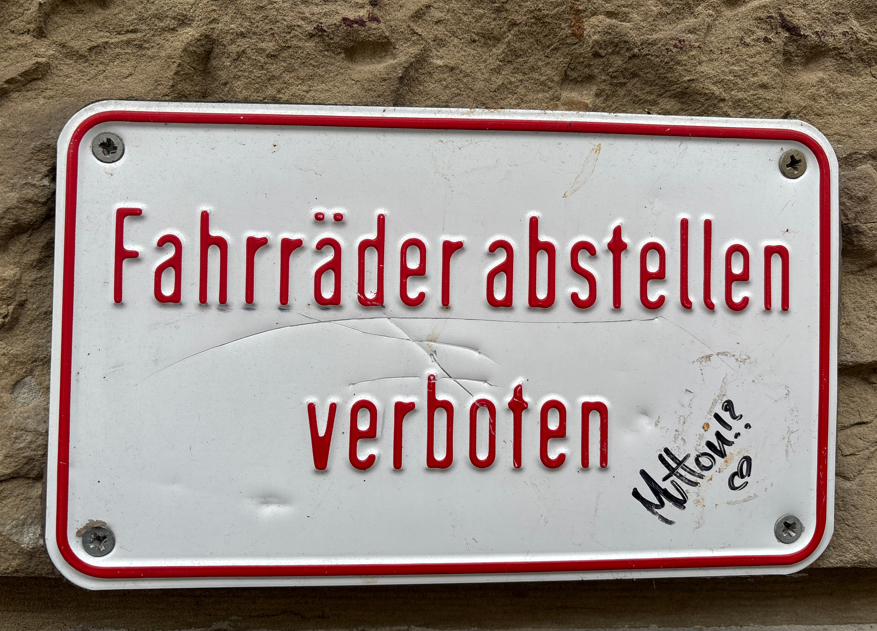 Fahrräder abstellen
verboten